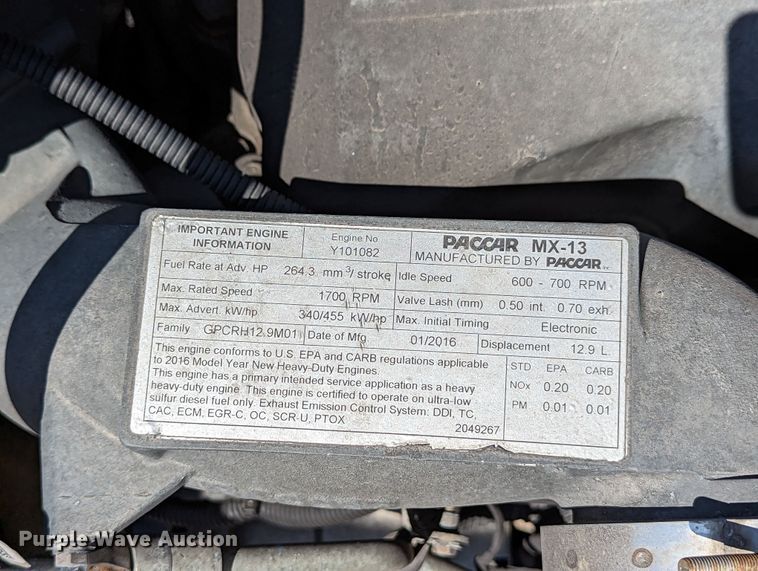 IMPORTANT ENGINE
INFORMATION
Engine No
Y101082
PACCAR MX-13
MANUFACTURED BY PACCAR
Fuel Rate at Adv. HP 264.3 mm³/ stroke
Idle Speed 600 - 700 RPM
Max. Rated Speed 1700 RPM
Valve Lash (mm) 0.50 int. 0.70 exh.
Max. Advert. kW/hp 340/455 kW/hp
Max. Initial Timing Electronic
Family GPCRH12.9M01
Date of Mfg 01/2016
Displacement 12.9 L
This engine conforms to U.S. EPA and CARB regulations applicable
to 2016 Model Year New Heavy-Duty Engines.
This engine has a primary intended service application as a heavy
heavy-duty engine. This engine is certified to operate on ultra-low
sulfur diesel fuel only. Exhaust Emission Control System: DDI, TC,
CAC, ECM, EGR-C, OC, SCR-U, PTOX
2049267
STD EPA CARB
NOx 0.20 0.20
PM 0.01 0.01
Purple Wave Auction